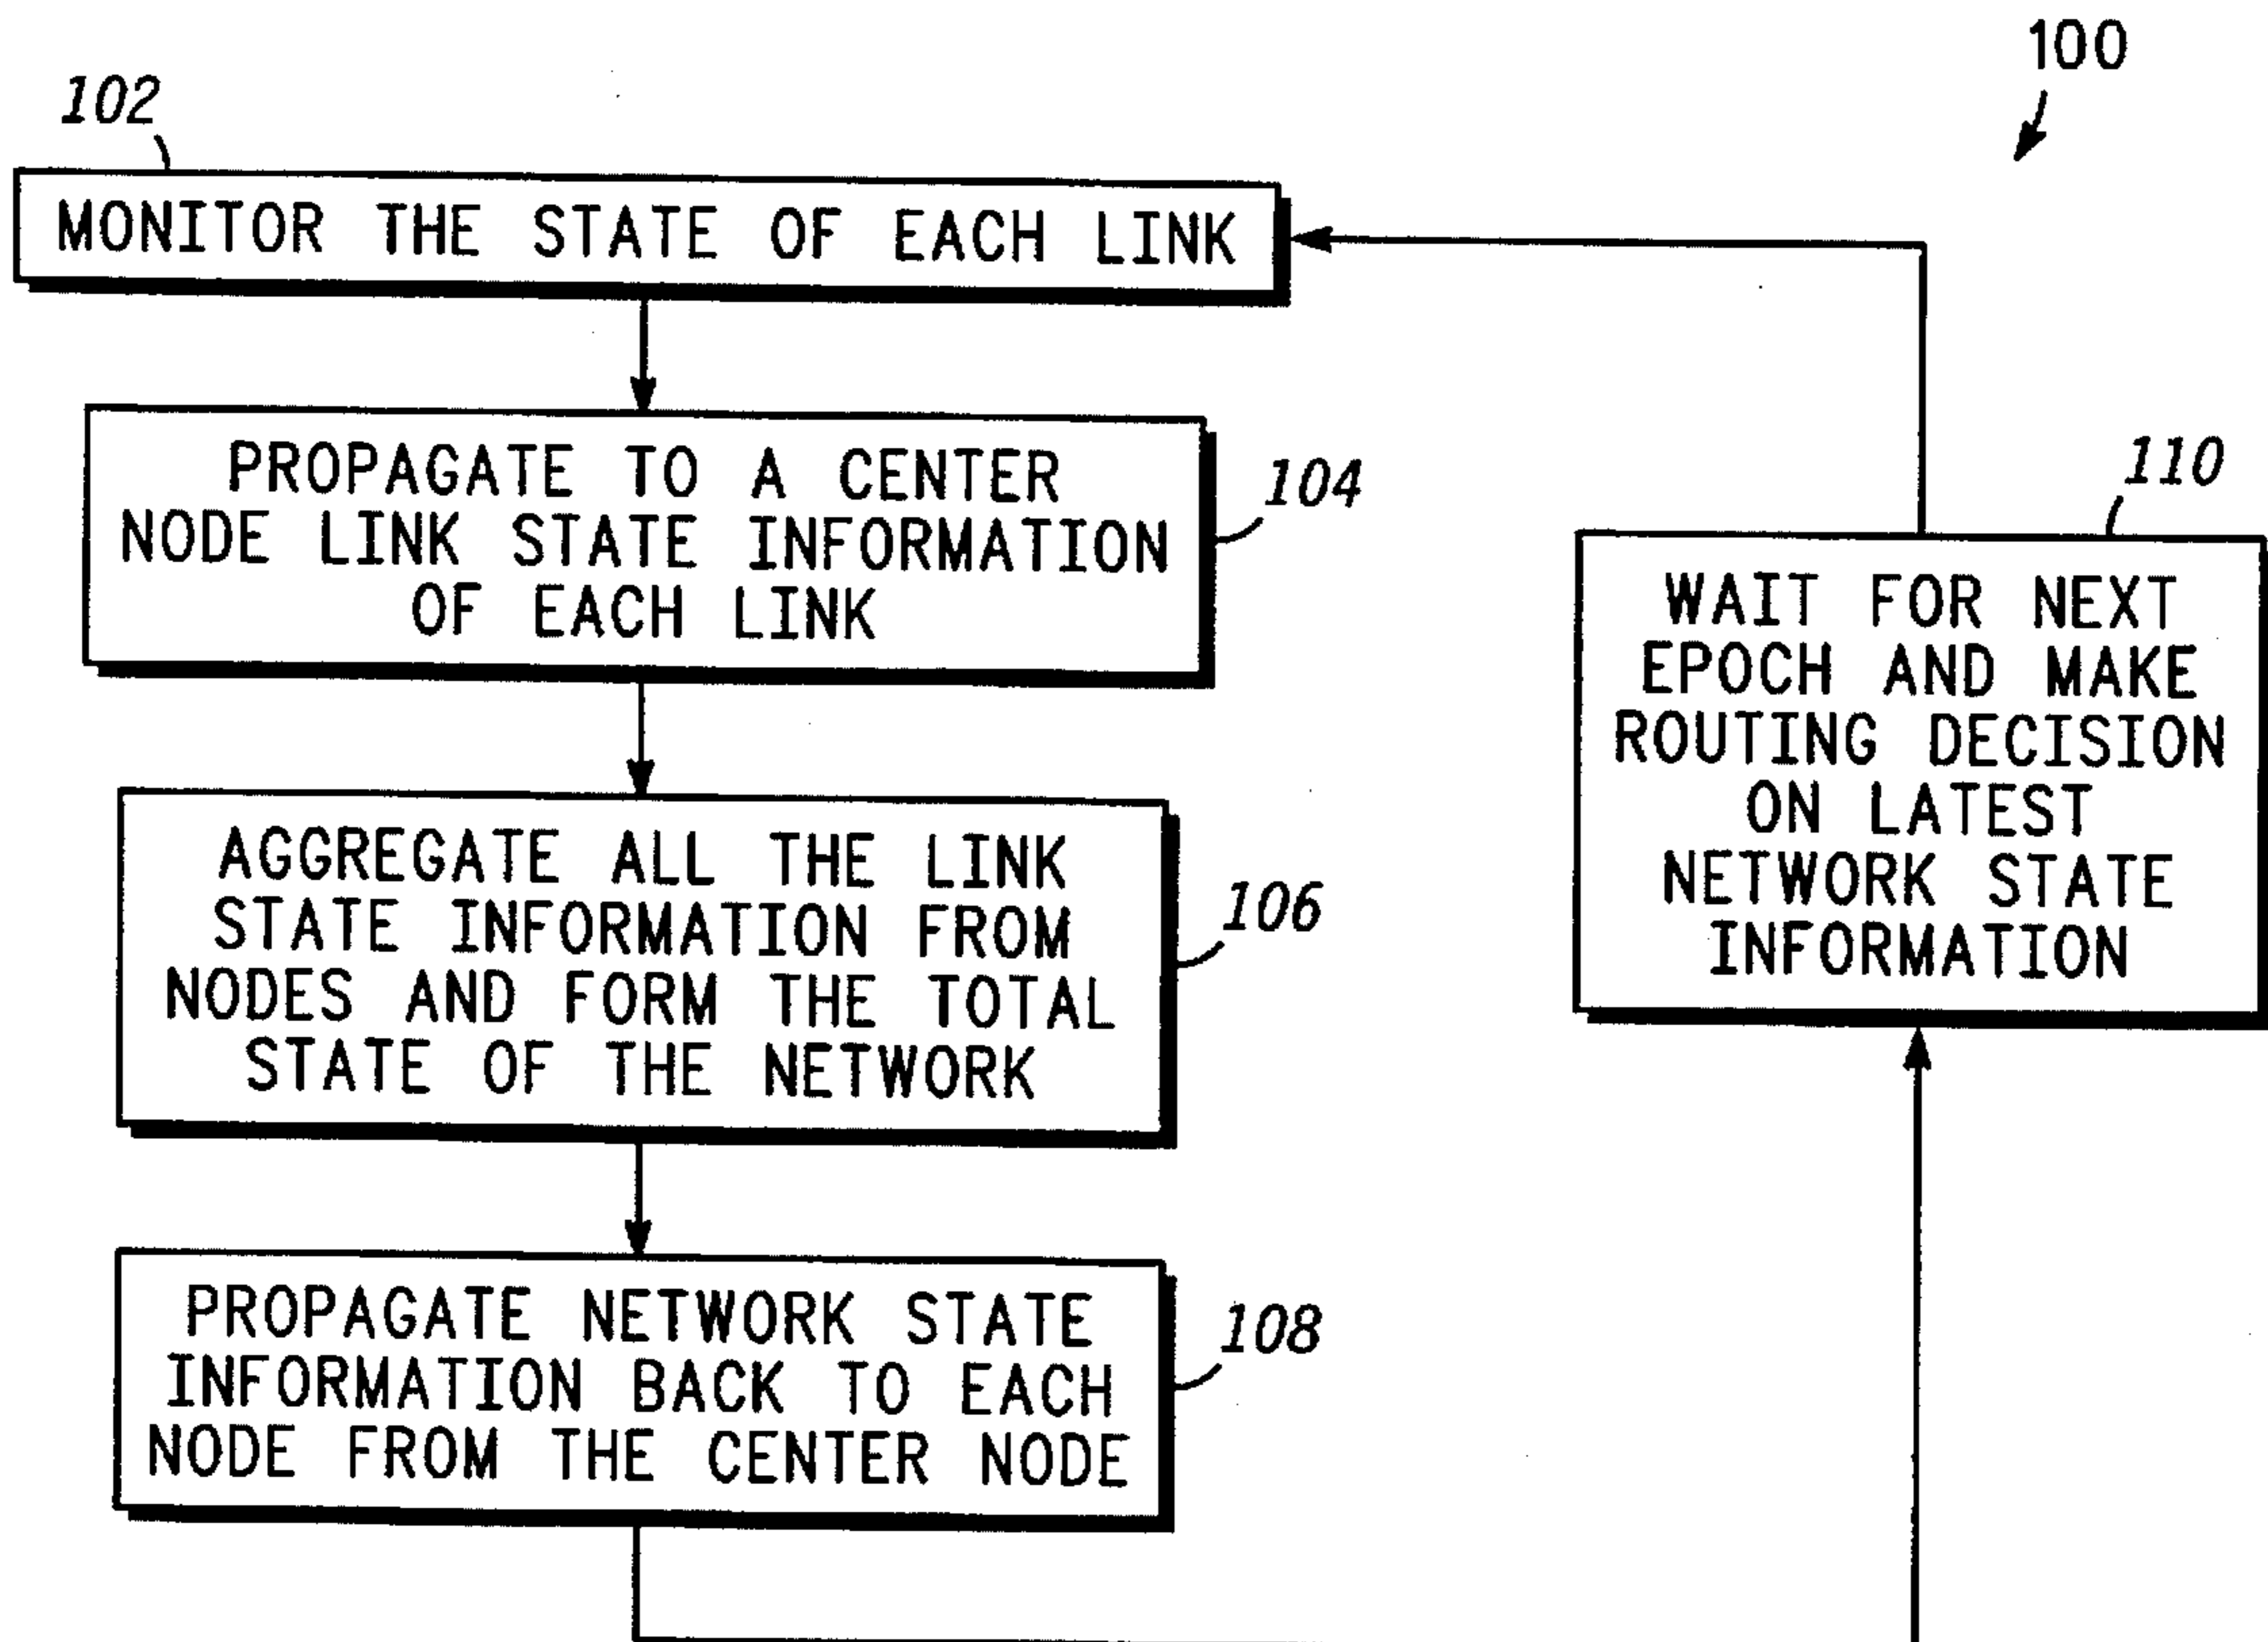 100
102
MONITOR THE STATE OF EACH LINK
PROPAGATE TO A CENTER
NODE LINK STATE INFORMATION
OF EACH LINK
104
AGGREGATE ALL THE LINK
STATE INFORMATION FROM
NODES AND FORM THE TOTAL
STATE OF THE NETWORK
106
PROPAGATE NETWORK STATE
INFORMATION BACK TO EACH
NODE FROM THE CENTER NODE
108
110
WAIT FOR NEXT
EPOCH AND MAKE
ROUTING DECISION
ON LATEST
NETWORK STATE
INFORMATION